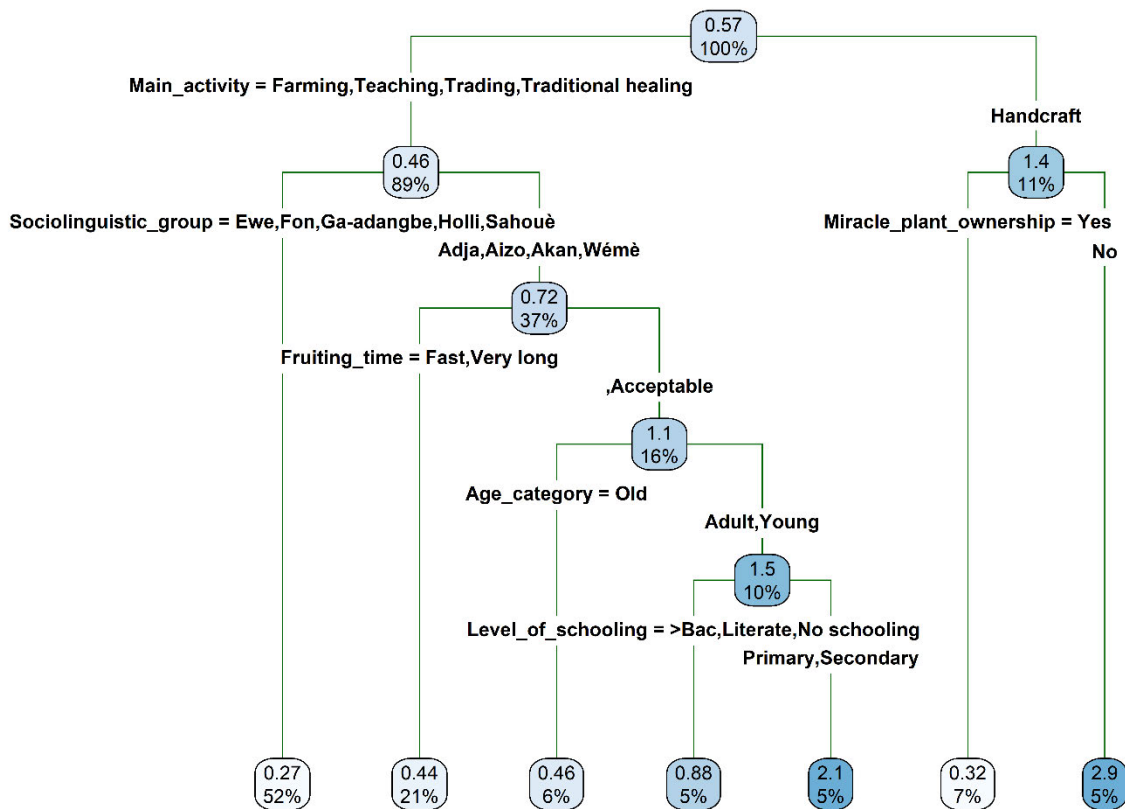 0.57
100%
Main_activity = Farming,Teaching,Trading,Traditional healing
Handcraft
0.46
89%
1.4
11%
Sociolinguistic_group = Ewe,Fon,Ga-adangbe,Holli,Sahouè
Miracle_plant_ownership = Yes
Adja,Aizo,Akan,Wémè
No
0.72
37%
Fruiting_time = Fast,Very long
,Acceptable
1.1
16%
Age_category = Old
Adult,Young
1.5
10%
Level_of_schooling = >Bac,Literate,No schooling
Primary,Secondary
0.27
52%
0.44
21%
0.46
6%
0.88
5%
2.1
5%
0.32
7%
2.9
5%